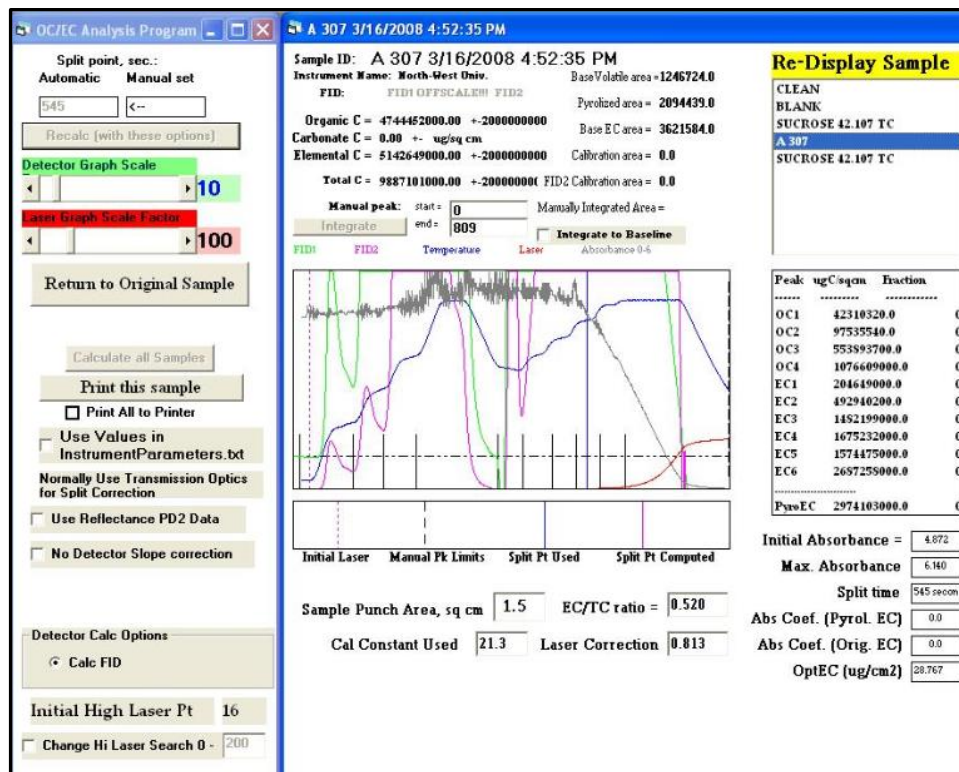 OC/EC Analysis Program
Split point, sec.:
Automatic Manual set
545 <--
Recalc (with these options)
Detector Graph Scale
10
Laser Graph Scale Factor
100
Return to Original Sample
Calculate all Samples
Print this sample
Print All to Printer
Use Values in
InstrumentParameters.txt
Normally Use Transmission Optics
for Split Correction
Use Reflectance PD2 Data
No Detector Slope correction
Detector Calc Options
Calc FID
Initial High Laser Pt 16
Change Hi Laser Search 0 - 200
A 307 3/16/2008 4:52:35 PM
Sample ID: A 307 3/16/2008 4:52:35 PM
Instrument Name: North-West Univ. Base Volatile area =1246724.0
FID: FID1 OFFSCALE!!! FID2
Pyrolized area = 2094439.0
Organic C = 4744452000.00 +-2000000000
Base EC area = 3621584.0
Carbonate C = 0.00 +- ug/sq cm
Elemental C = 5142649000.00 +-2000000000 Calibration area = 0.0
Total C = 9887101000.00 +-20000000( FID2 Calibration area = 0.0
Manual peak: start = 0 Manually Integrated Area =
Integrate end = 809 Integrate to Baseline
FID1 FID2 Temperature Laser Absorbance 0-6
Initial Laser Manual Pk Limits Split Pt Used Split Pt Computed
Sample Punch Area, sq cm 1.5 EC/TC ratio = 0.520
Cal Constant Used 21.3 Laser Correction 0.813
Re-Display Sample
CLEAN
BLANK
SUCROSE 42.107 TC
A 307
SUCROSE 42.107 TC
Peak ugC/sqcm Fraction
------ --------- ------------
OC1 42310320.0 0
OC2 97535540.0 0
OC3 553893700.0 0
OC4 1076609000.0 0
EC1 204649000.0 0
EC2 492940200.0 0
EC3 1482199000.0 0
EC4 1675232000.0 0
EC5 1574475000.0 0
EC6 2687259000.0 0
-----------------------
PyroEC 2974103000.0 0
Initial Absorbance = 4.872
Max. Absorbance 6.140
Split time 545 secon
Abs Coef. (Pyrol. EC) 0.0
Abs Coef. (Orig. EC) 0.0
OptEC (ug/cm2) 28.767